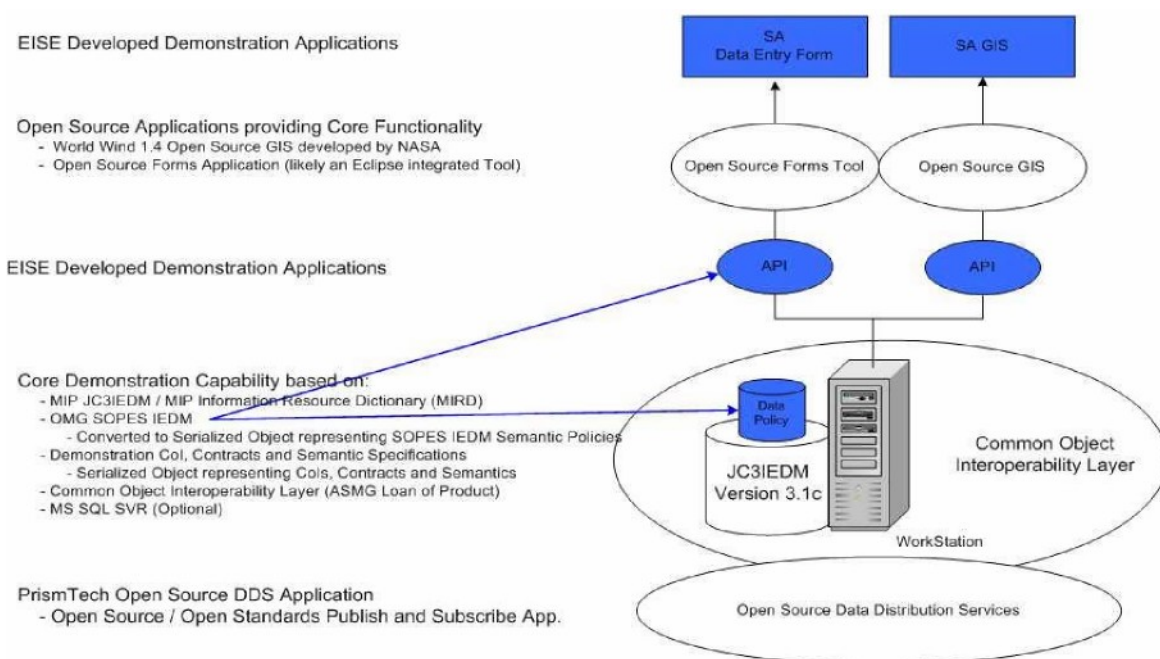 EISE Developed Demonstration Applications
SA
Data Entry Form
SA GIS
Open Source Applications providing Core Functionality
- World Wind 1.4 Open Source GIS developed by NASA
- Open Source Forms Application (likely an Eclipse integrated Tool)
Open Source Forms Tool
Open Source GIS
EISE Developed Demonstration Applications
API
API
Core Demonstration Capability based on:
- MIP JC3IEDM / MIP Information Resource Dictionary (MIRD)
- OMG SOPES IEDM
- Converted to Serialized Object representing SOPES IEDM Semantic Policies
- Demonstration CoI, Contracts and Semantic Specifications
- Serialized Object representing CoIs, Contracts and Semantics
- Common Object Interoperability Layer (ASMG Loan of Product)
- MS SQL SVR (Optional)
Data
Policy
JC3IEDM
Version 3.1c
WorkStation
Common Object
Interoperability Layer
PrismTech Open Source DDS Application
- Open Source / Open Standards Publish and Subscribe App.
Open Source Data Distribution Services